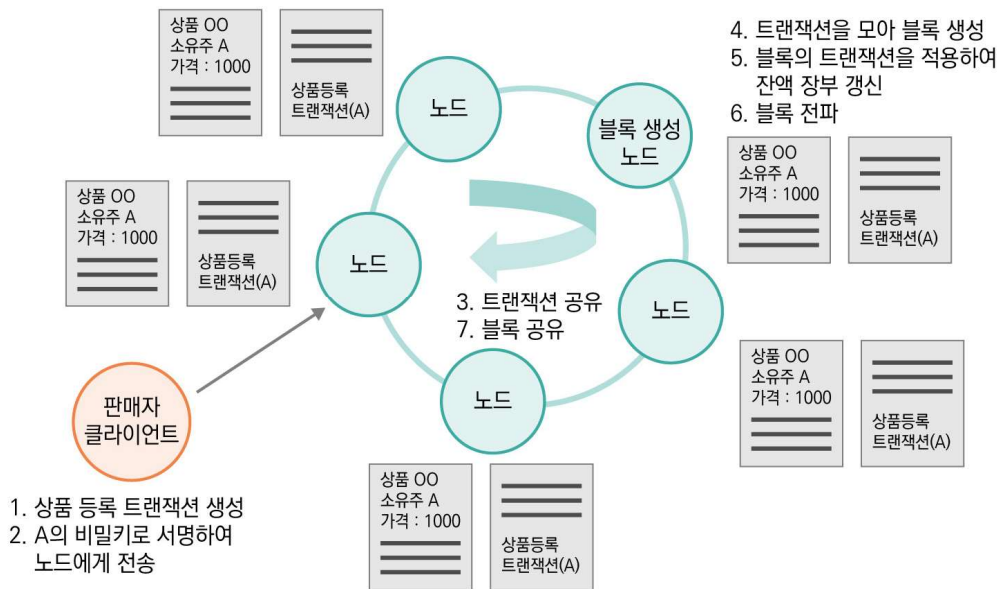 상품 OO
소유주 A
가격 : 1000
상품등록
트랜잭션(A)
노드
블록 생성
노드
4. 트랜잭션을 모아 블록 생성
5. 블록의 트랜잭션을 적용하여
잔액 장부 갱신
6. 블록 전파
상품 OO
소유주 A
가격 : 1000
상품등록
트랜잭션(A)
상품 OO
소유주 A
가격 : 1000
상품등록
트랜잭션(A)
노드
3. 트랜잭션 공유
7. 블록 공유
노드
상품 OO
소유주 A
가격 : 1000
상품등록
트랜잭션(A)
판매자
클라이언트
노드
1. 상품 등록 트랜잭션 생성
2. A의 비밀키로 서명하여
노드에게 전송
상품 OO
소유주 A
가격 : 1000
상품등록
트랜잭션(A)